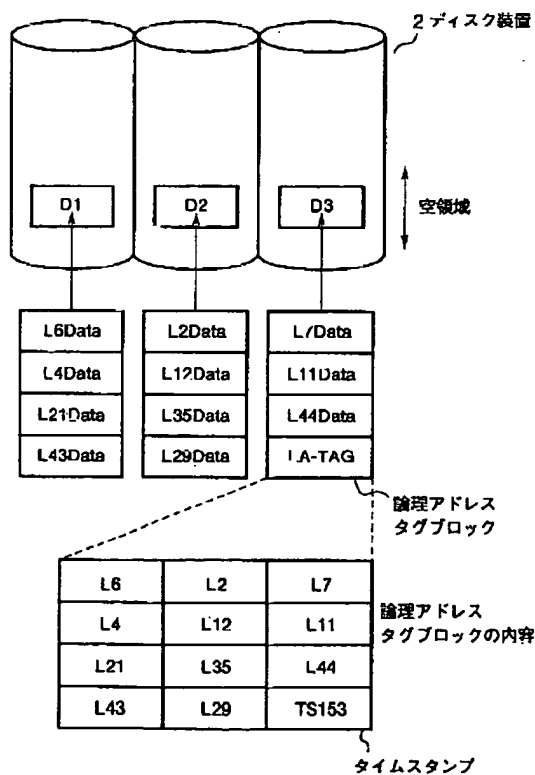 2 ディスク装置
D1 D2 D3
空領域
L6Data L2Data L7Data
L4Data L12Data L11Data
L21Data L35Data L44Data
L43Data L29Data LA-TAG
論理アドレス
タグブロック
L6 L2 L7
L4 L12 L11
L21 L35 L44
L43 L29 TS153
論理アドレス
タグブロックの内容
タイムスタンプ